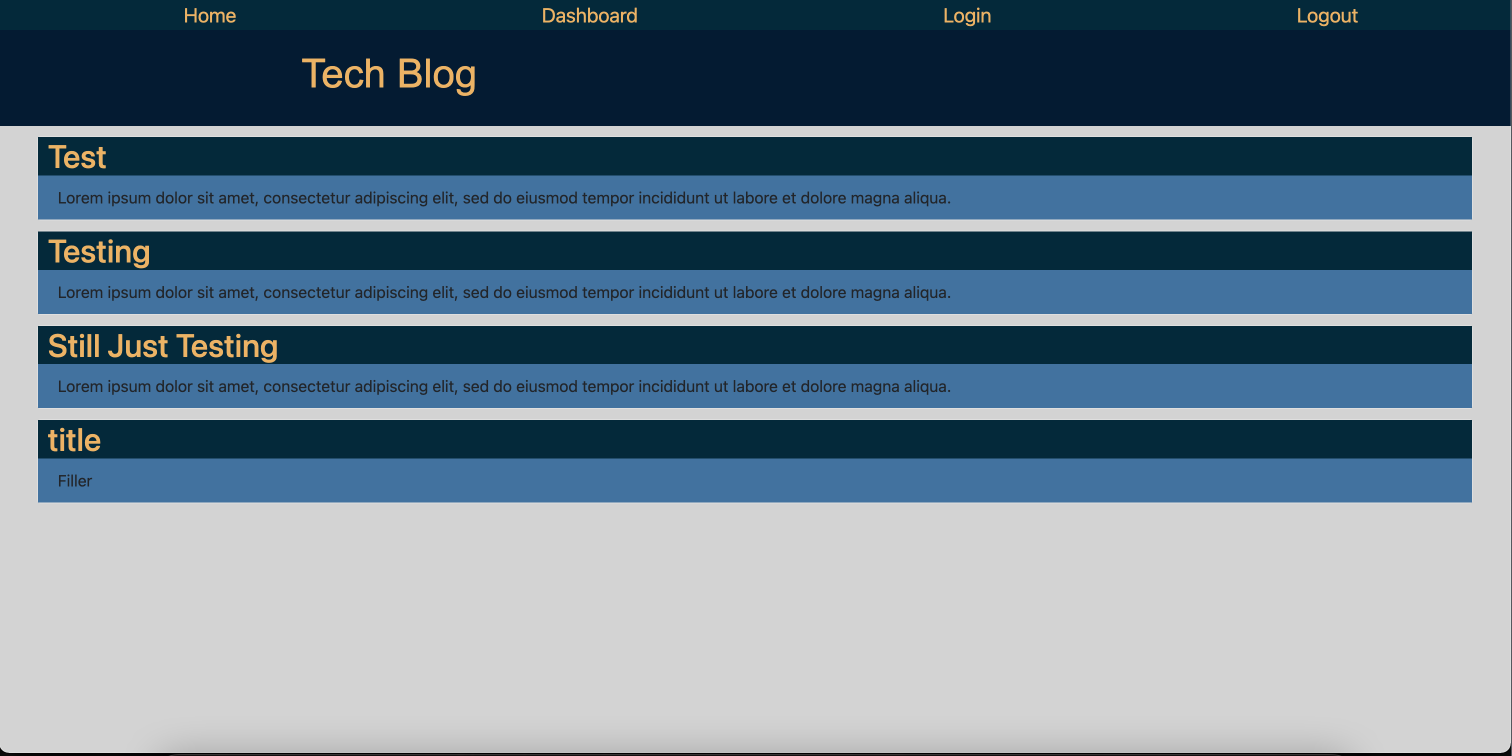 Home Dashboard Login Logout
Tech Blog
Test
Lorem ipsum dolor sit amet, consectetur adipiscing elit, sed do eiusmod tempor incididunt ut labore et dolore magna aliqua.
Testing
Lorem ipsum dolor sit amet, consectetur adipiscing elit, sed do eiusmod tempor incididunt ut labore et dolore magna aliqua.
Still Just Testing
Lorem ipsum dolor sit amet, consectetur adipiscing elit, sed do eiusmod tempor incididunt ut labore et dolore magna aliqua.
title
Filler